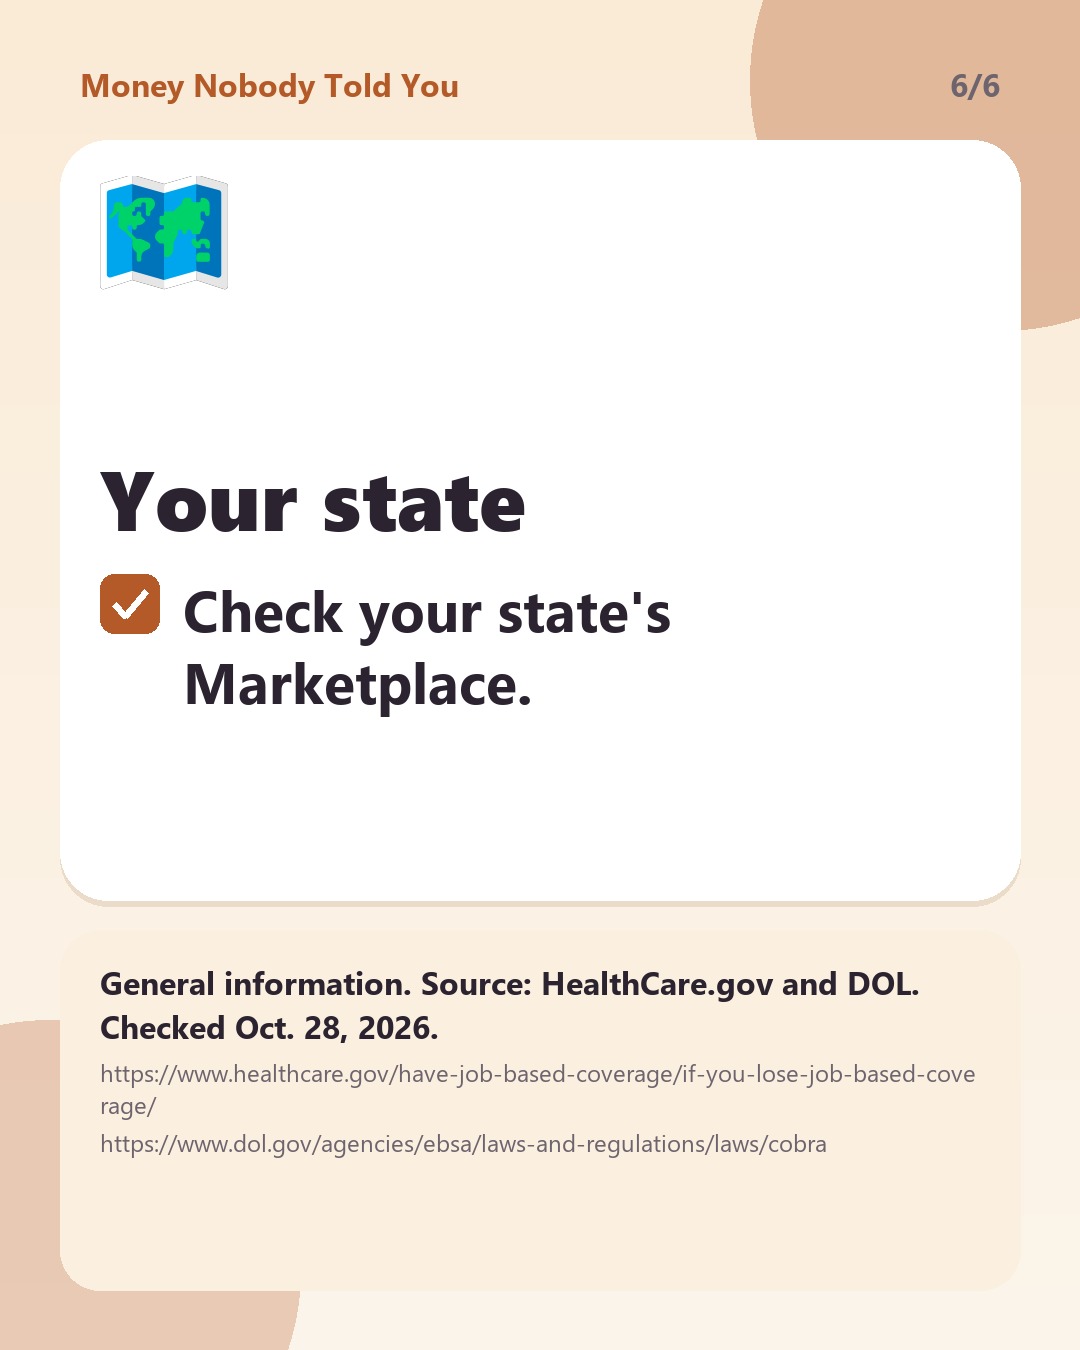 Money Nobody Told You
6/6
Your state
Check your state's
Marketplace.
General information. Source: HealthCare.gov and DOL.
Checked Oct. 28, 2026.
https://www.healthcare.gov/have-job-based-coverage/if-you-lose-job-based-cove
rage/
https://www.dol.gov/agencies/ebsa/laws-and-regulations/laws/cobra